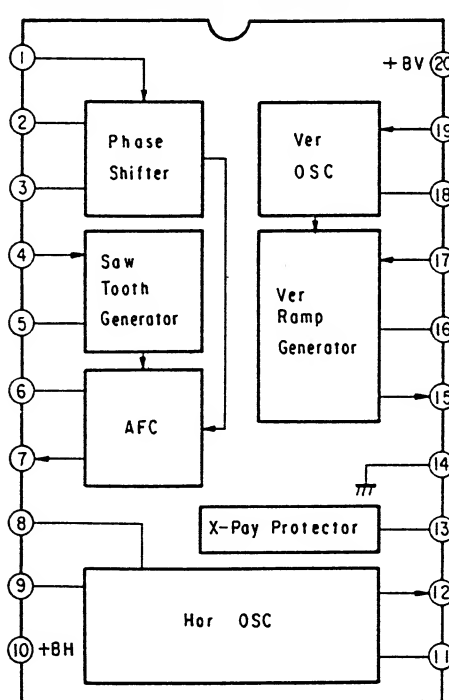 1
+BV 20
2
Phase
Shifter
Ver
OSC
19
3
18
4
Saw
Tooth
Generator
17
5
Ver
Ramp
Generator
16
6
AFC
15
7
14
8
X-Pay Protector
13
9
Hor OSC
12
10 +BH
11